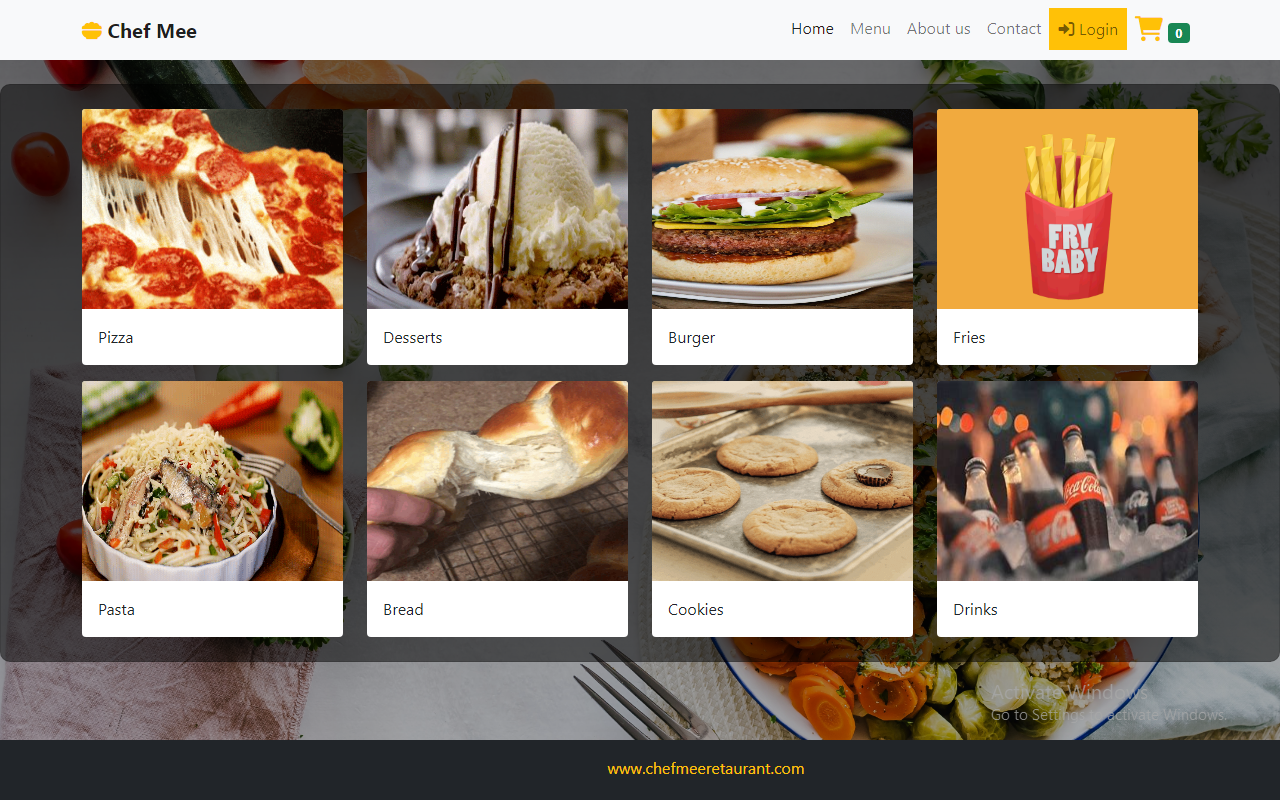 Chef Mee
Home Menu About us Contact Login 0
FRY
BABY
Pizza Desserts Burger Fries
Coca-Cola
Pasta Bread Cookies Drinks
Activate Windows
Go to Settings to activate Windows.
www.chefmeeretaurant.com